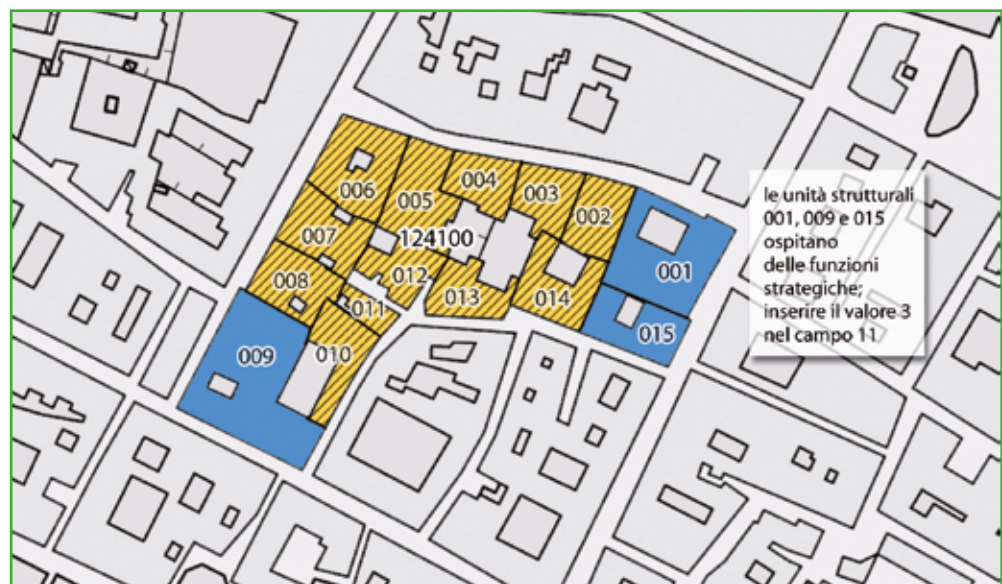 004
003
006
005
002
le unità strutturali
001, 009 e 015
ospitano
delle funzioni
strategiche;
inserire il valore 3
nel campo 11
007
124100
001
012
008
013
014
011
015
009
010